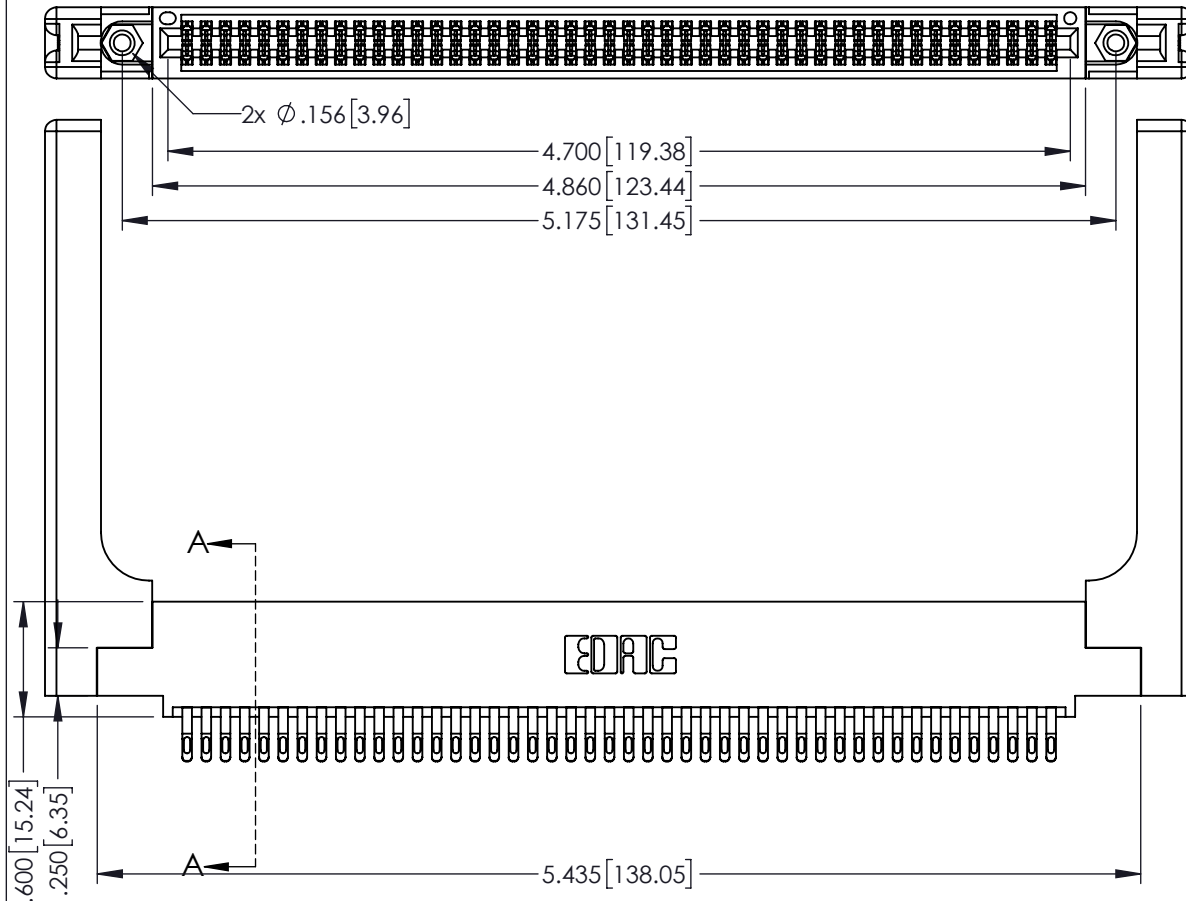 2x Ø.156[3.96]
4.700[119.38]
4.860[123.44]
5.175[131.45]
A
EDAC
.600[15.24]
.250[6.35]
A
5.435[138.05]